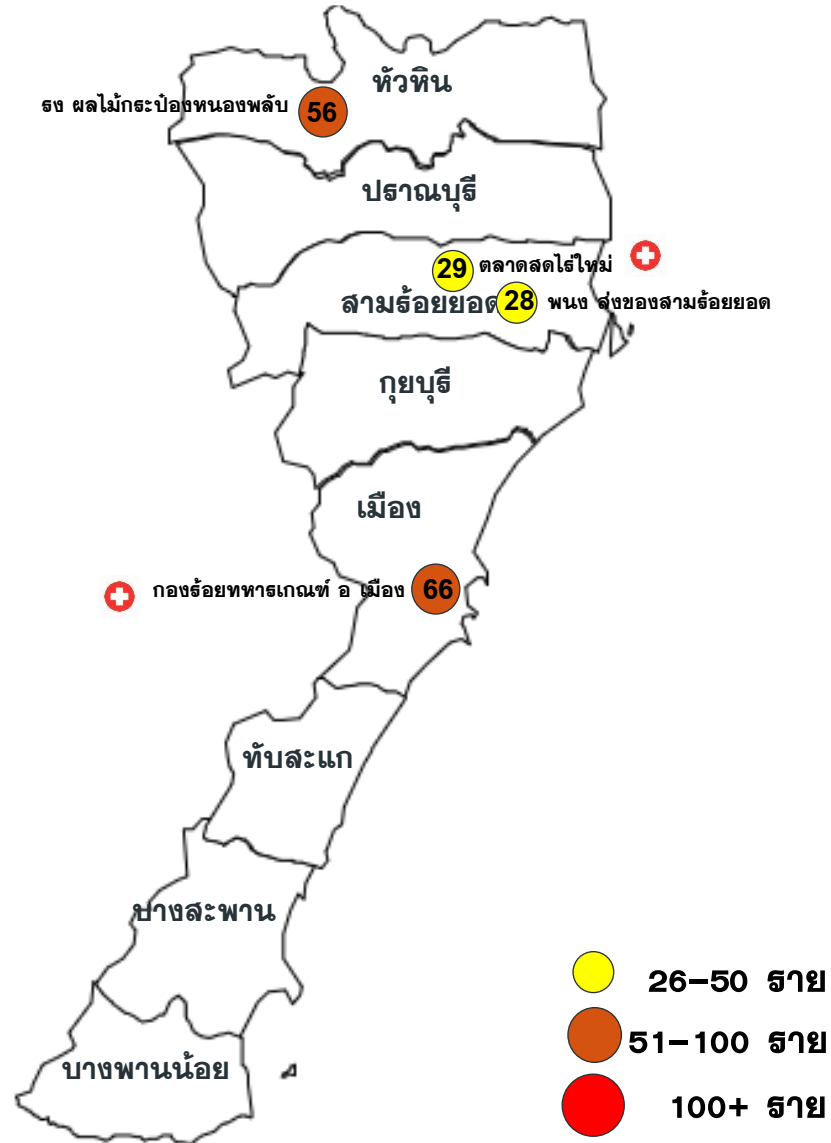 หัวหิน
รง ผลไม้กระป๋องหนองพลับ
56
ปราณบุรี
29
ตลาดสดไร่ใหม่
สามร้อยยอด
28
พนง ส่งของสามร้อยยอด
กุยบุรี
เมือง
กองร้อยทหารเกณฑ์ อ เมือง
66
ทับสะแก
บางสะพาน
26-50 ราย
51-100 ราย
บางพานน้อย
100+ ราย